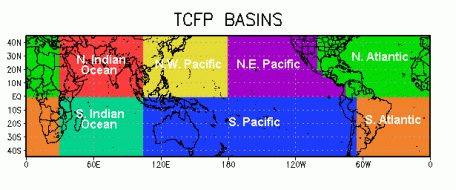 TCFP BASINS
40N
30N
20N
10N
EQ
10S
20S
30S
40S
N. Indian
Ocean
N.W. Pacific
N.E. Pacific
N. Atlantic
S. Indian
Ocean
S. Pacific
S. Atlantic
0
60E
120E
180
120W
60W
0